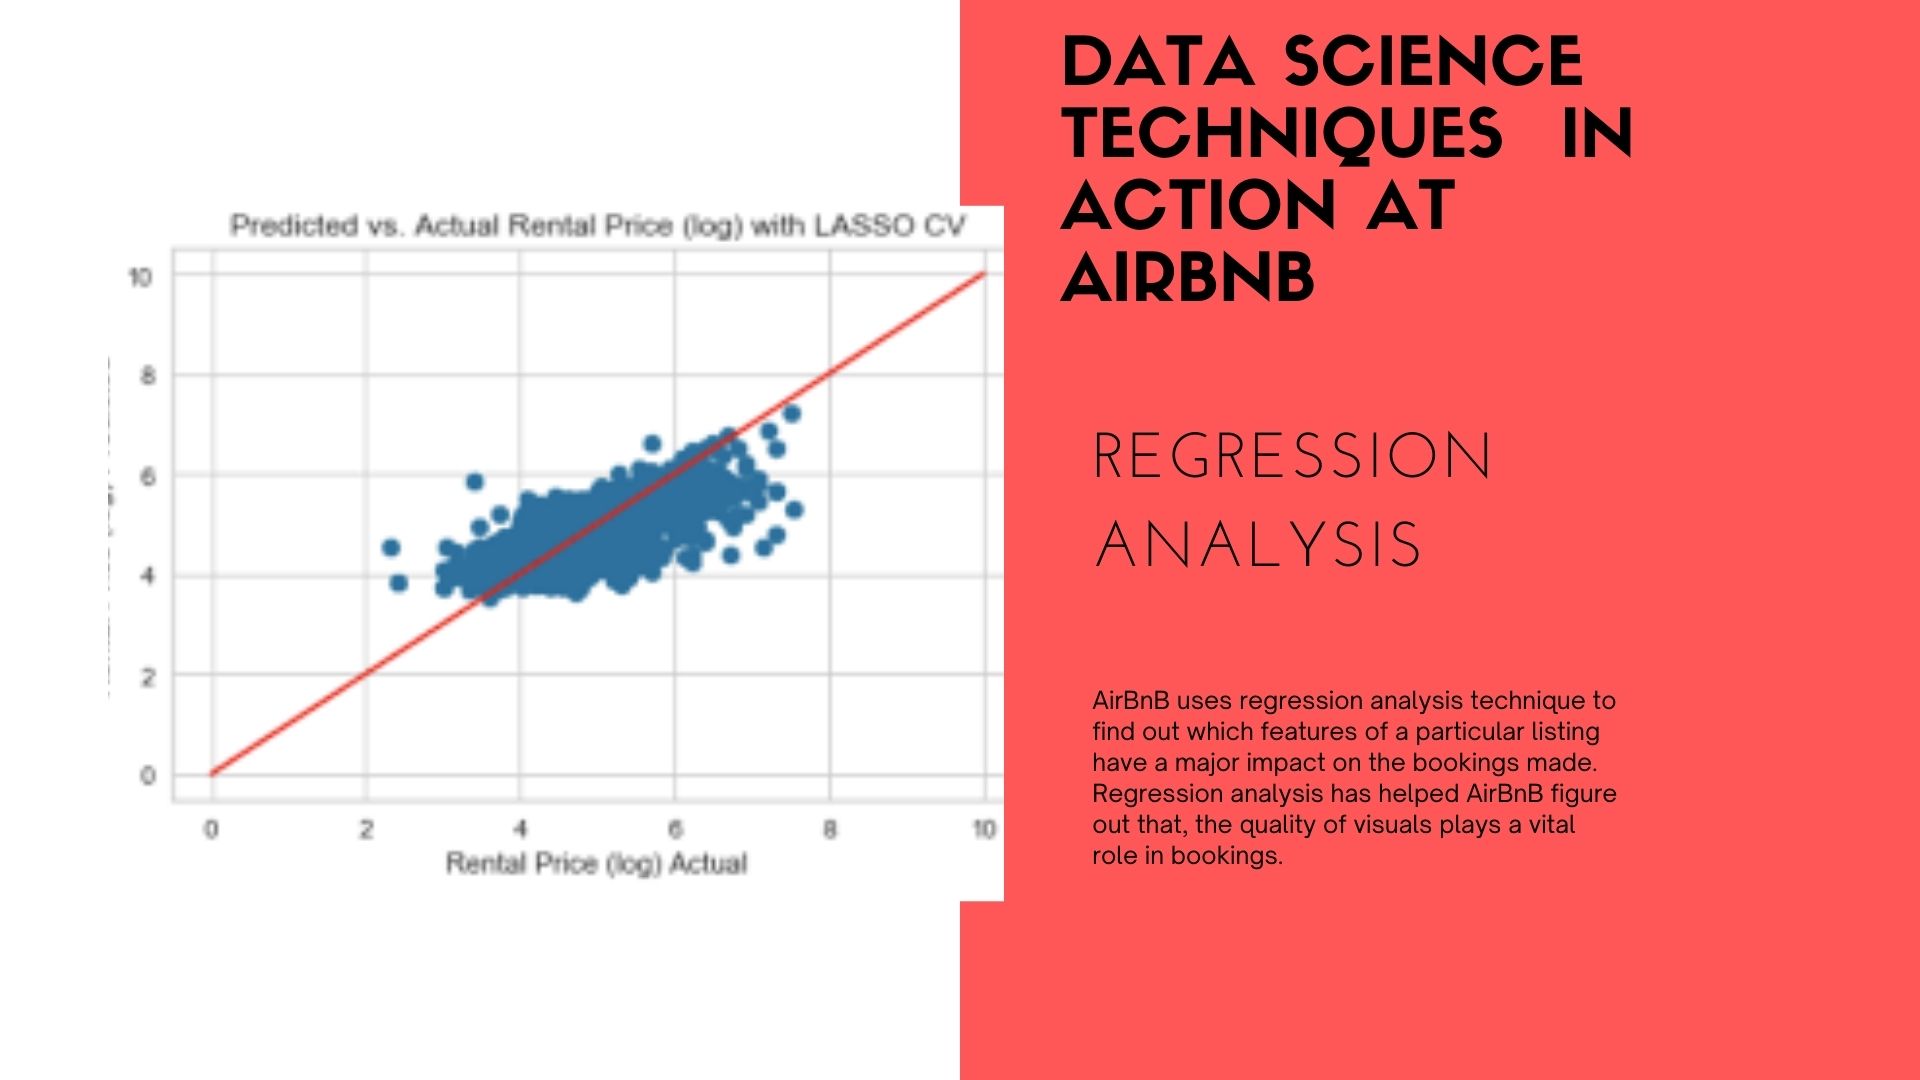 DATA SCIENCE
TECHNIQUES IN
ACTION AT
AIRBNB
Predicted vs. Actual Rental Price (log) with LASSO CV
10
8
6
4
2
0
0 2 4 6 8 10
Rental Price (log) Actual
REGRESSION
ANALYSIS
AirBnB uses regression analysis technique to
find out which features of a particular listing
have a major impact on the bookings made.
Regression analysis has helped AirBnB figure
out that, the quality of visuals plays a vital
role in bookings.